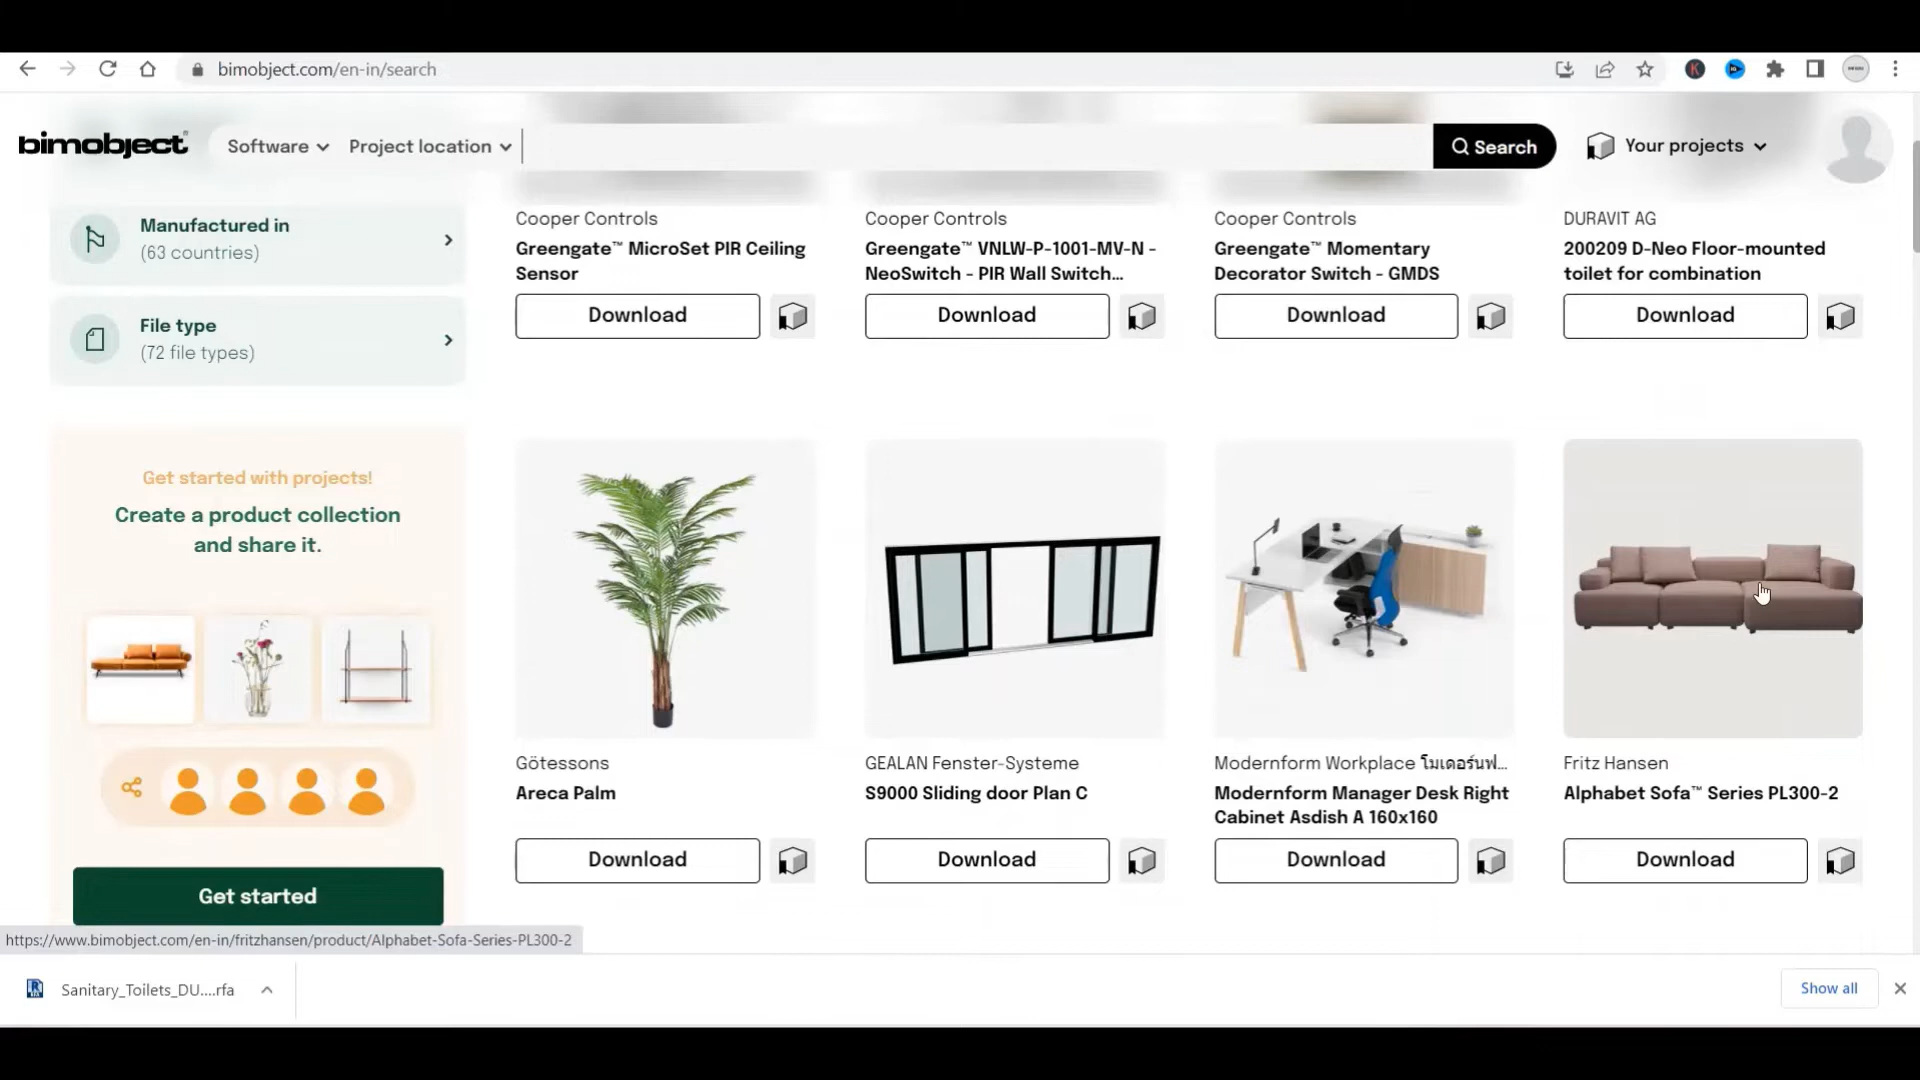 bimobject.com/en-in/search
bimobject®
Software
Project location
Search
Your projects
Manufactured in
(63 countries)
File type
(72 file types)
Get started with projects!
Create a product collection
and share it.
Get started
Cooper Controls
Greengate™ MicroSet PIR Ceiling
Sensor
Download
Cooper Controls
Greengate™ VNLW-P-1001-MV-N -
NeoSwitch - PIR Wall Switch...
Download
Cooper Controls
Greengate™ Momentary
Decorator Switch - GMDS
Download
DURAVIT AG
200209 D-Neo Floor-mounted
toilet for combination
Download
Götessons
Areca Palm
Download
GEALAN Fenster-Systeme
S9000 Sliding door Plan C
Download
Modernform Workplace โมเดอร์นฟ...
Modernform Manager Desk Right
Cabinet Asdish A 160x160
Download
Fritz Hansen
Alphabet Sofa™ Series PL300-2
Download
https://www.bimobject.com/en-in/fritzhansen/product/Alphabet-Sofa-Series-PL300-2
Sanitary_Toilets_DU....rfa
Show all